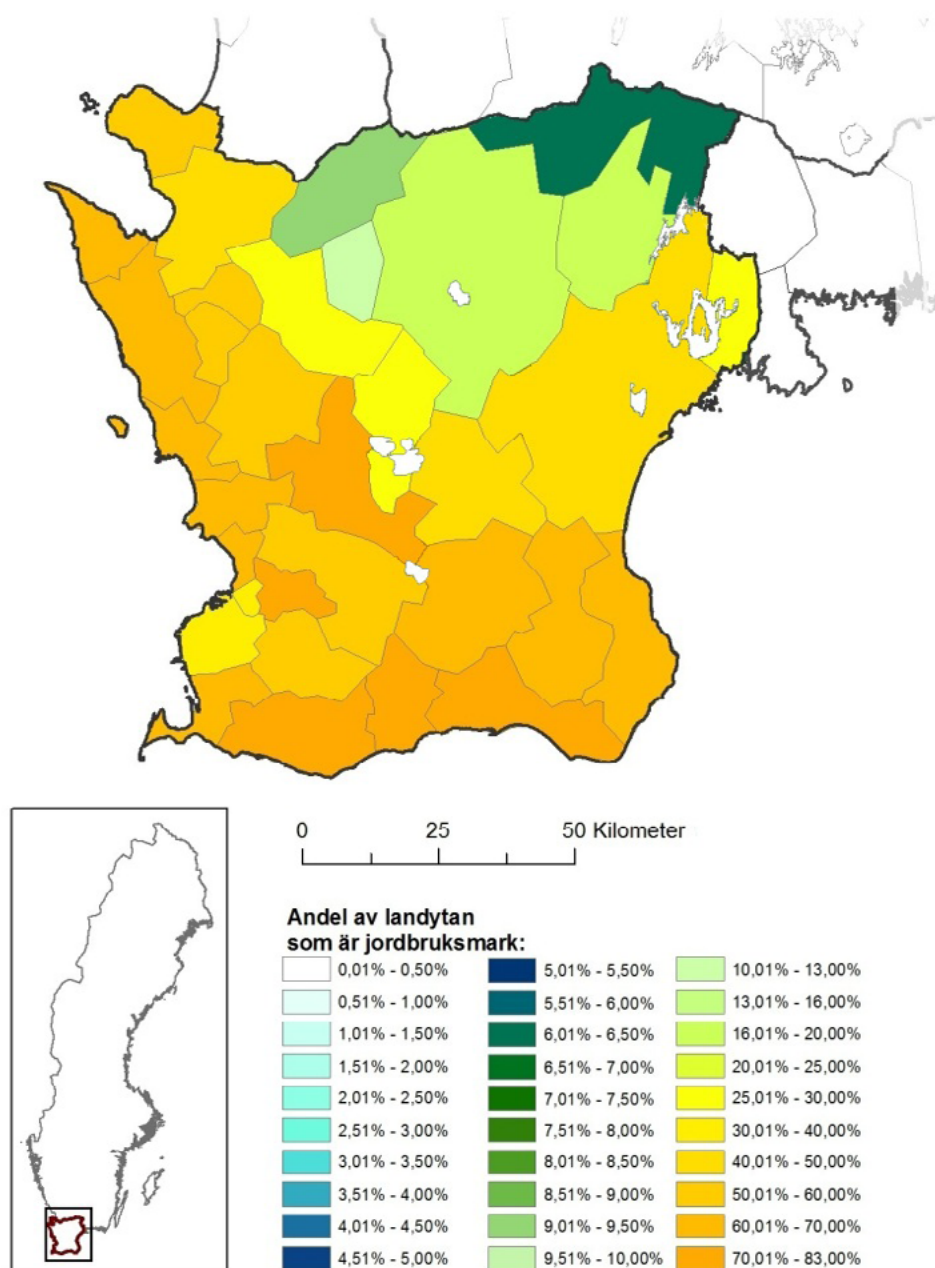 0 25 50 Kilometer
Andel av landytan
som är jordbruksmark:
0,01% - 0,50%
0,51% - 1,00%
1,01% - 1,50%
1,51% - 2,00%
2,01% - 2,50%
2,51% - 3,00%
3,01% - 3,50%
3,51% - 4,00%
4,01% - 4,50%
4,51% - 5,00%
5,01% - 5,50%
5,51% - 6,00%
6,01% - 6,50%
6,51% - 7,00%
7,01% - 7,50%
7,51% - 8,00%
8,01% - 8,50%
8,51% - 9,00%
9,01% - 9,50%
9,51% - 10,00%
10,01% - 13,00%
13,01% - 16,00%
16,01% - 20,00%
20,01% - 25,00%
25,01% - 30,00%
30,01% - 40,00%
40,01% - 50,00%
50,01% - 60,00%
60,01% - 70,00%
70,01% - 83,00%